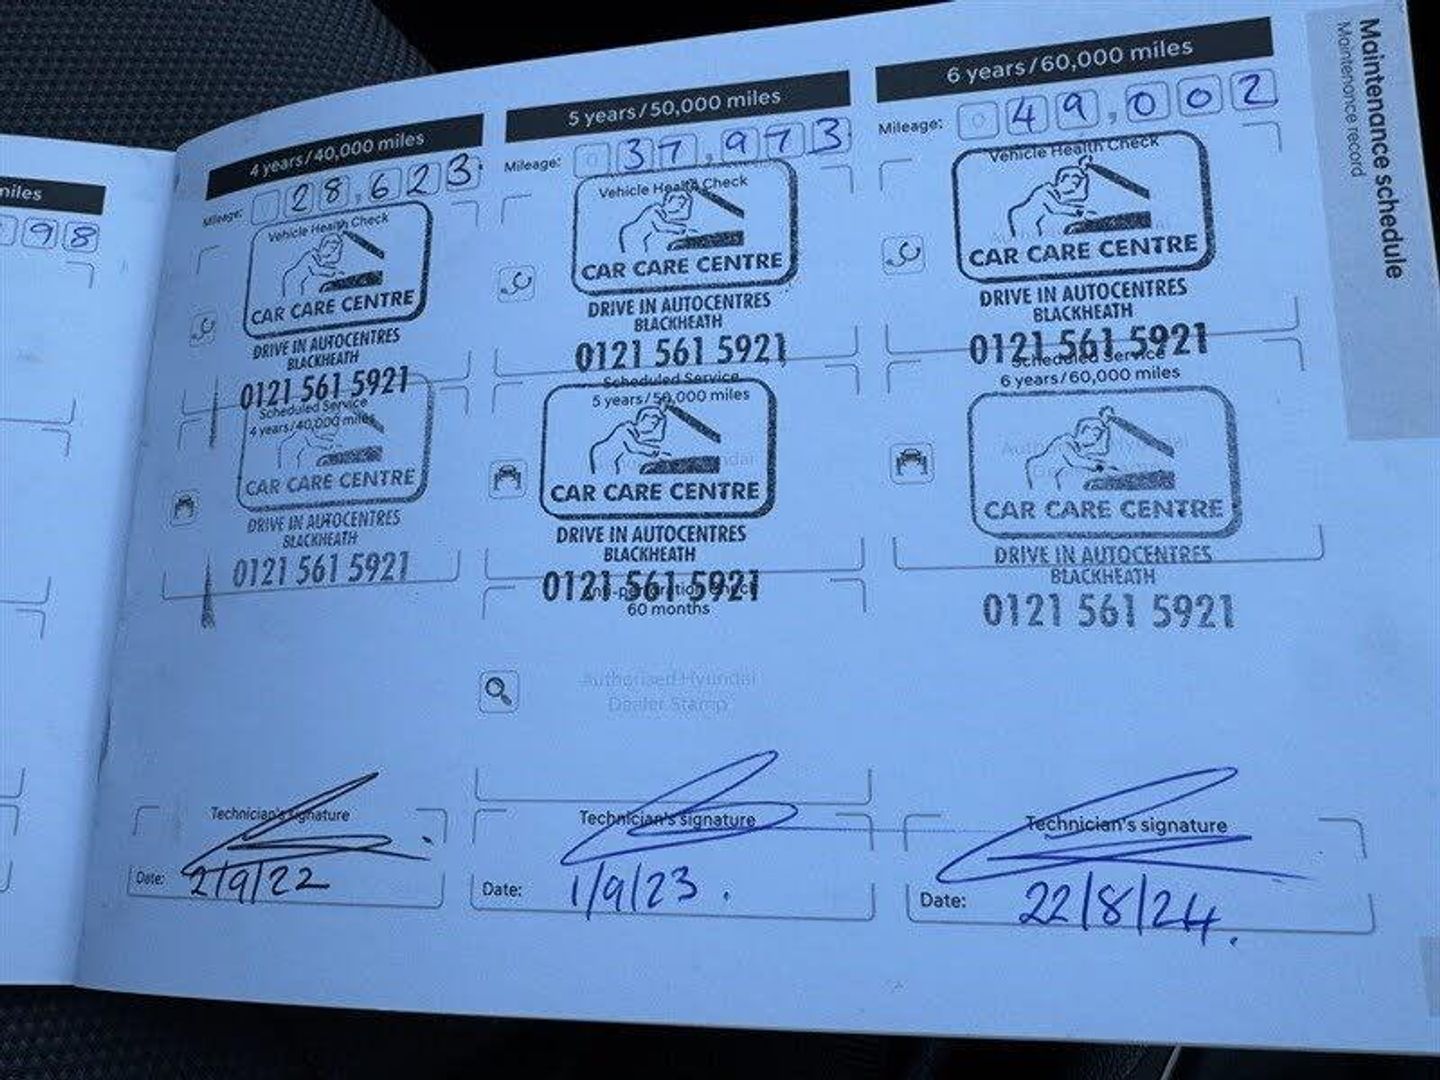 Maintenance schedule
Maintenance record
niles
98
4 years/40,000 miles
Mileage: 28,623.
Vehicle Health Check
CAR CARE CENTRE
DRIVE IN AUTOCENTRES
BLACKHEATH
0121 561 5921
Scheduled Service
4 years/40,000 miles
CAR CARE CENTRE
DRIVE IN AUTOCENTRES
BLACKHEATH
0121 561 5921
Technician's signature
Date: 2/9/22
5 years/50,000 miles
Mileage: 0 37,973
Vehicle Health Check
CAR CARE CENTRE
DRIVE IN AUTOCENTRES
BLACKHEATH
0121 561 5921
Scheduled Service
5 years/50,000 miles
CAR CARE CENTRE
DRIVE IN AUTOCENTRES
BLACKHEATH
0121 561 5921
60 months
Authorised Hyundai
Dealer Stamp
Technician's signature
Date: 1/9/23.
6 years/60,000 miles
Mileage: 0 49,002
Vehicle Health Check
CAR CARE CENTRE
DRIVE IN AUTOCENTRES
BLACKHEATH
0121 561 5921
Scheduled Service
6 years/60,000 miles
CAR CARE CENTRE
DRIVE IN AUTOCENTRES
BLACKHEATH
0121 561 5921
Technician's signature
Date: 22/8/24.